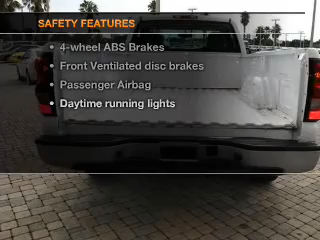 SAFETY FEATURES
• 4-wheel ABS Brakes
• Front Ventilated disc brakes
• Passenger Airbag
• Daytime running lights